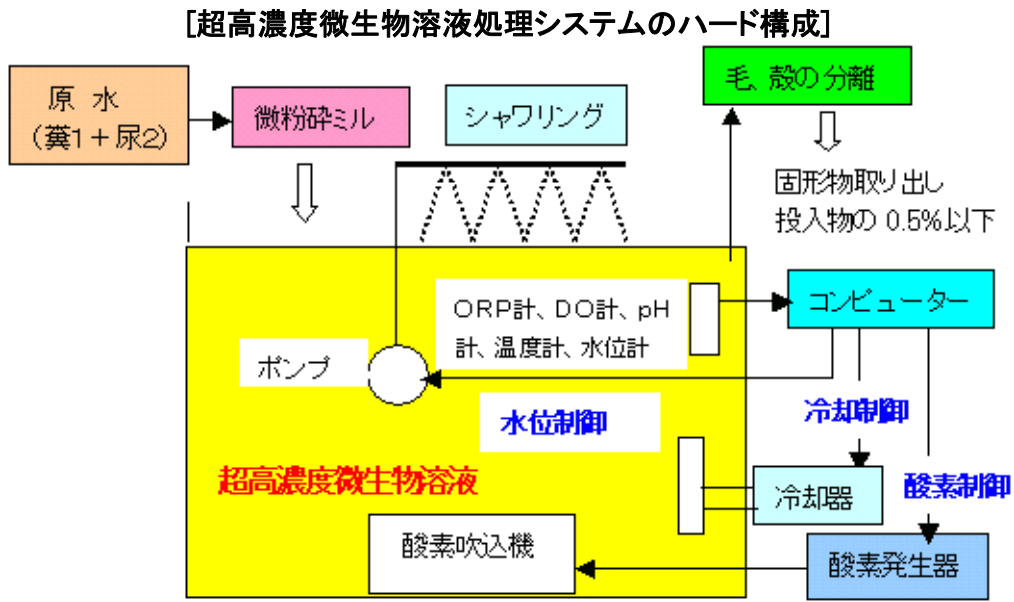 [超高濃度微生物溶液処理システムのハード構成]
原 水
(糞1+尿2)
微粉砕ミル
シャワリング
毛、殻の分離
固形物取り出し
投入物の 0.5%以下
ORP計、DO計、pH
計、温度計、水位計
コンピューター
ポンプ
水位制御
冷却制御
超高濃度微生物溶液
冷却器
酸素制御
酸素吹込機
酸素発生器